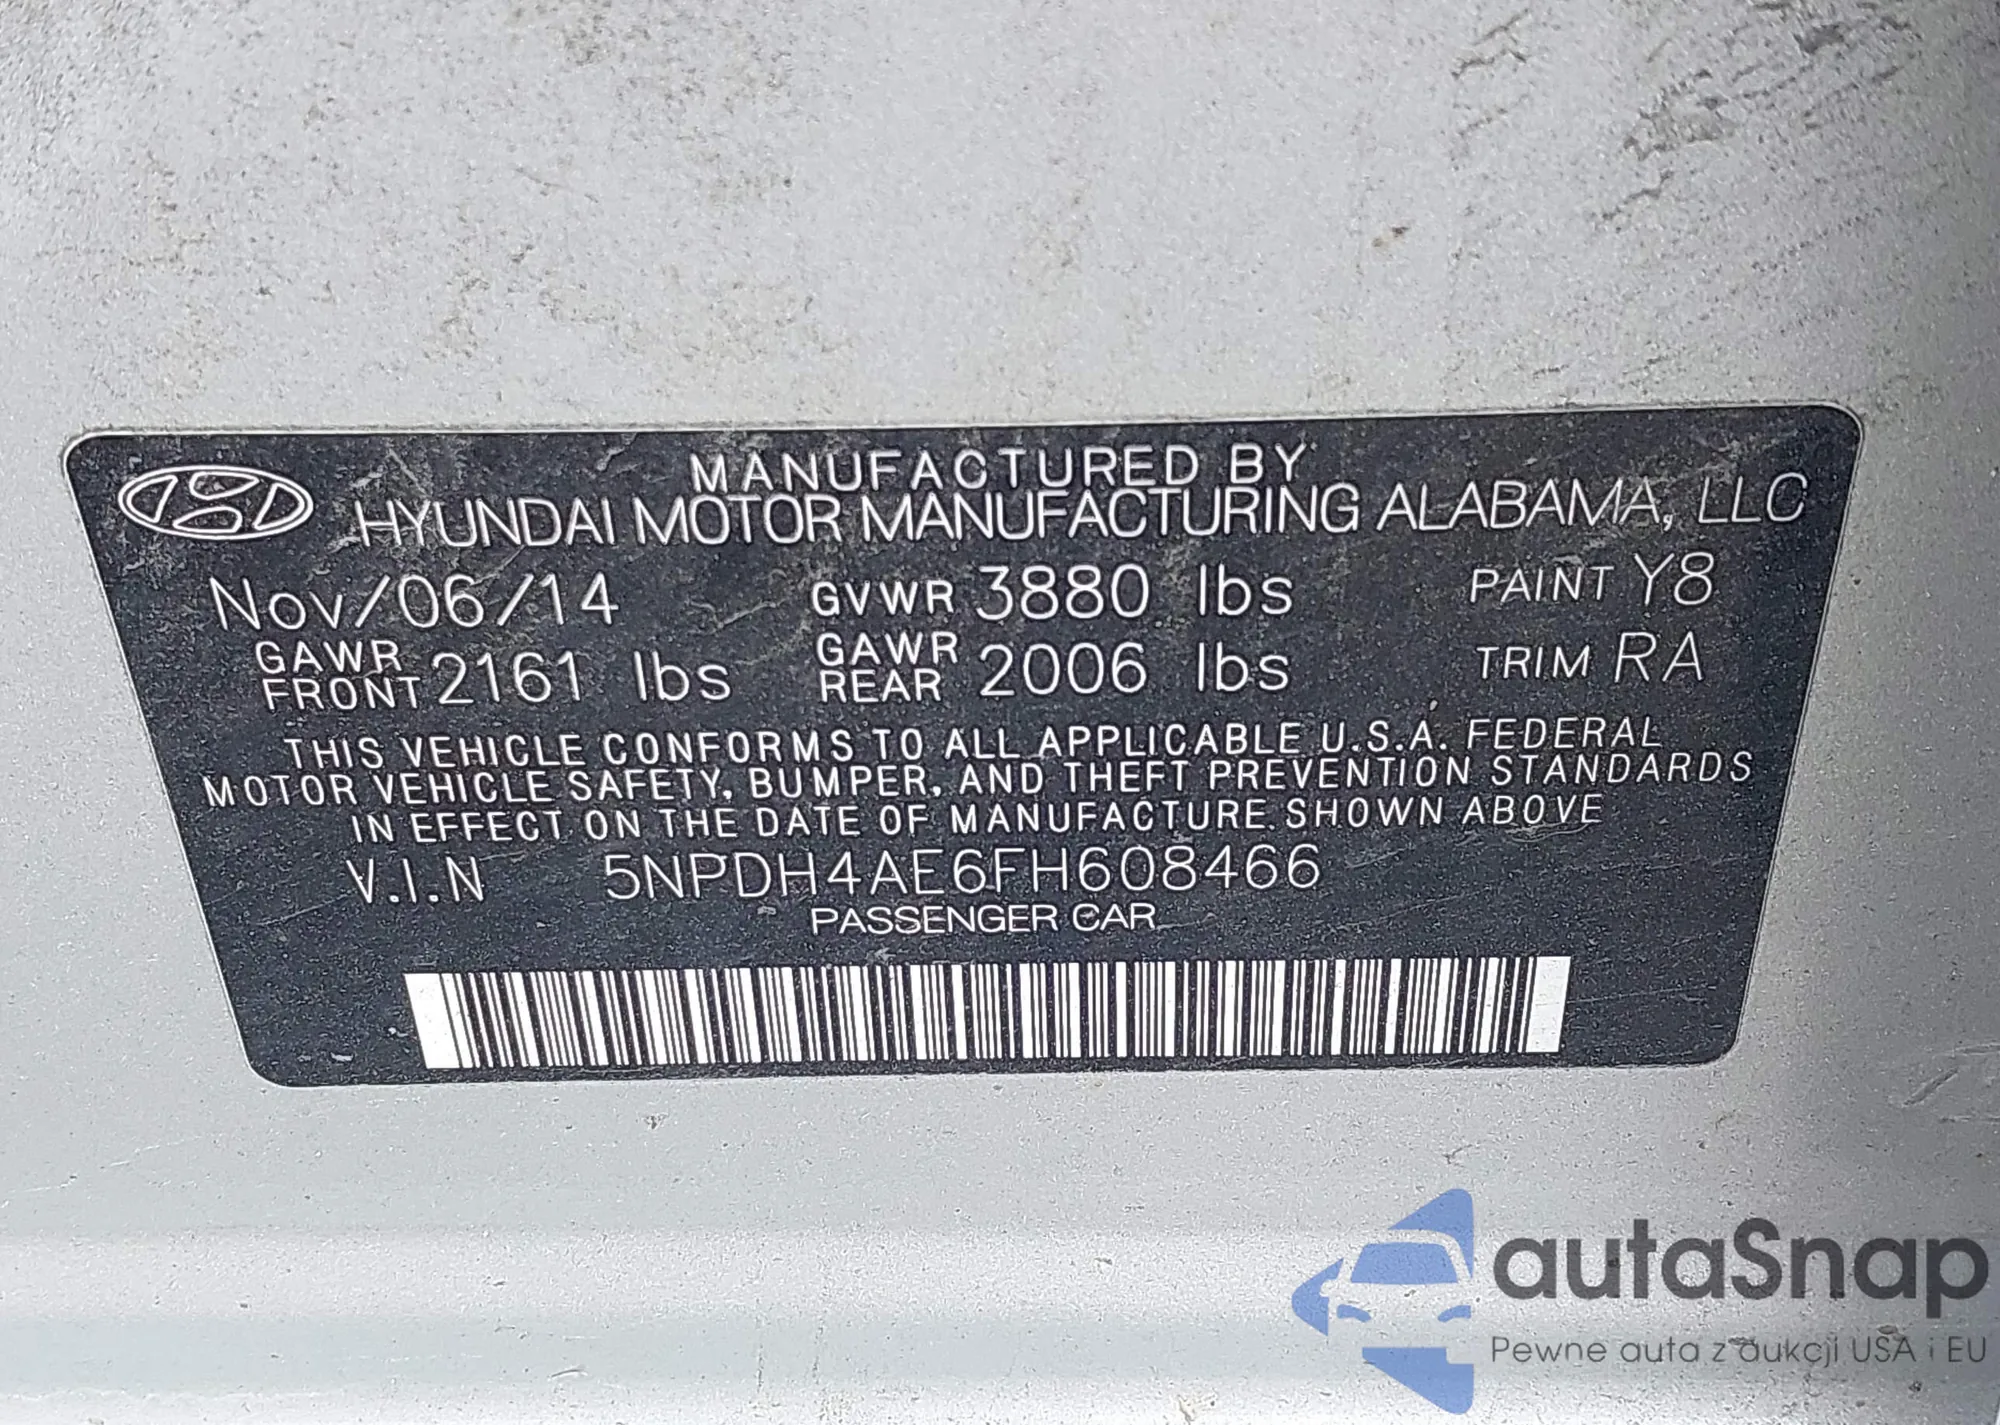 MANUFACTURED BY
HYUNDAI MOTOR MANUFACTURING ALABAMA, LLC
Nov/06/14 GVWR 3880 lbs PAINT Y8
GAWR FRONT 2161 lbs GAWR REAR 2006 lbs TRIM RA
THIS VEHICLE CONFORMS TO ALL APPLICABLE U.S.A. FEDERAL
MOTOR VEHICLE SAFETY, BUMPER, AND THEFT PREVENTION STANDARDS
IN EFFECT ON THE DATE OF MANUFACTURE SHOWN ABOVE
V.I.N 5NPDH4AE6FH608466
PASSENGER CAR
autaSnap
Pewne auta z aukcji USA i EU